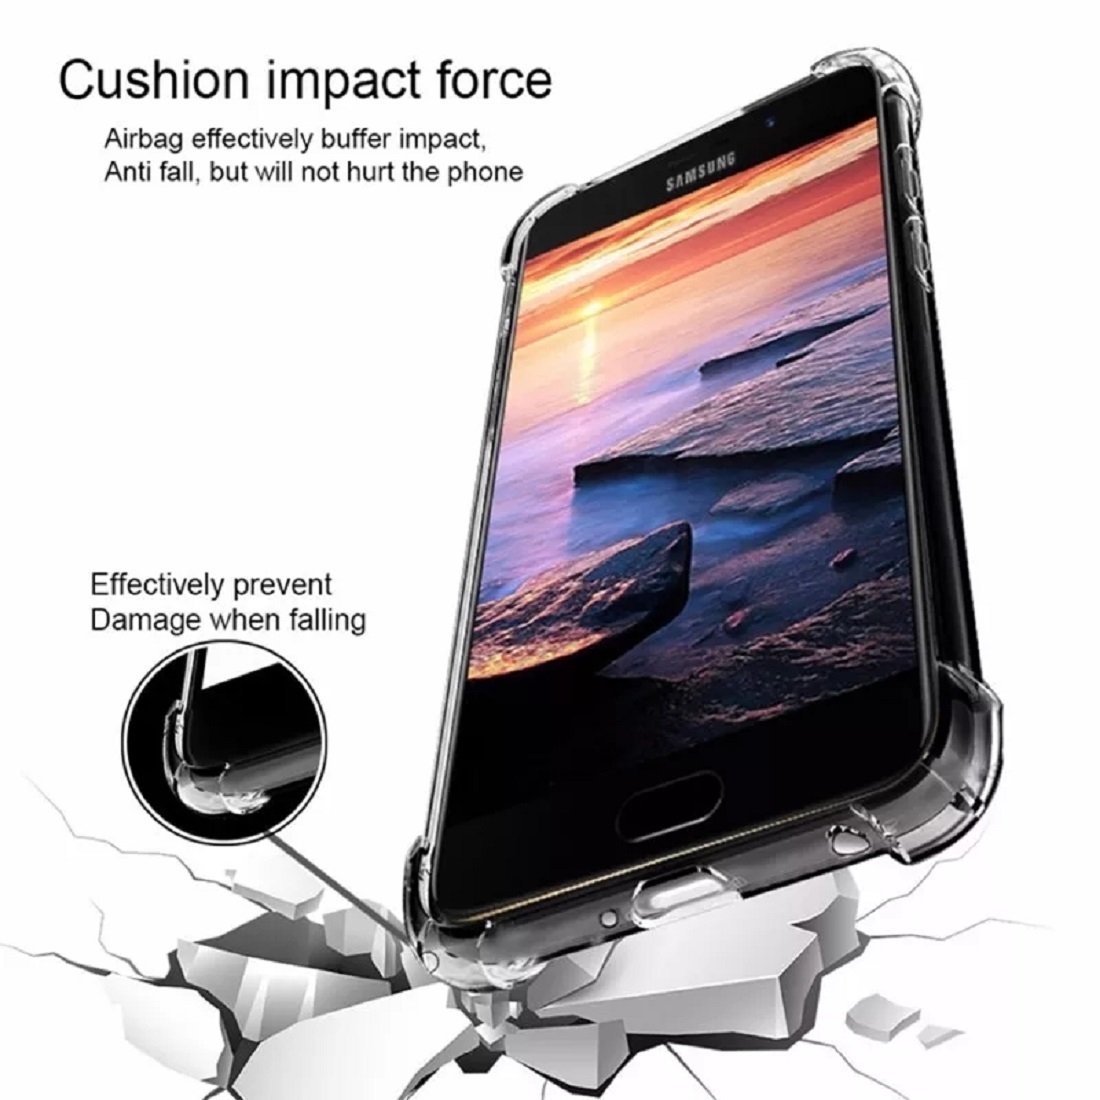 Cushion impact force
Airbag effectively buffer impact,
Anti fall, but will not hurt the phone
SAMSUNG
Effectively prevent
Damage when falling